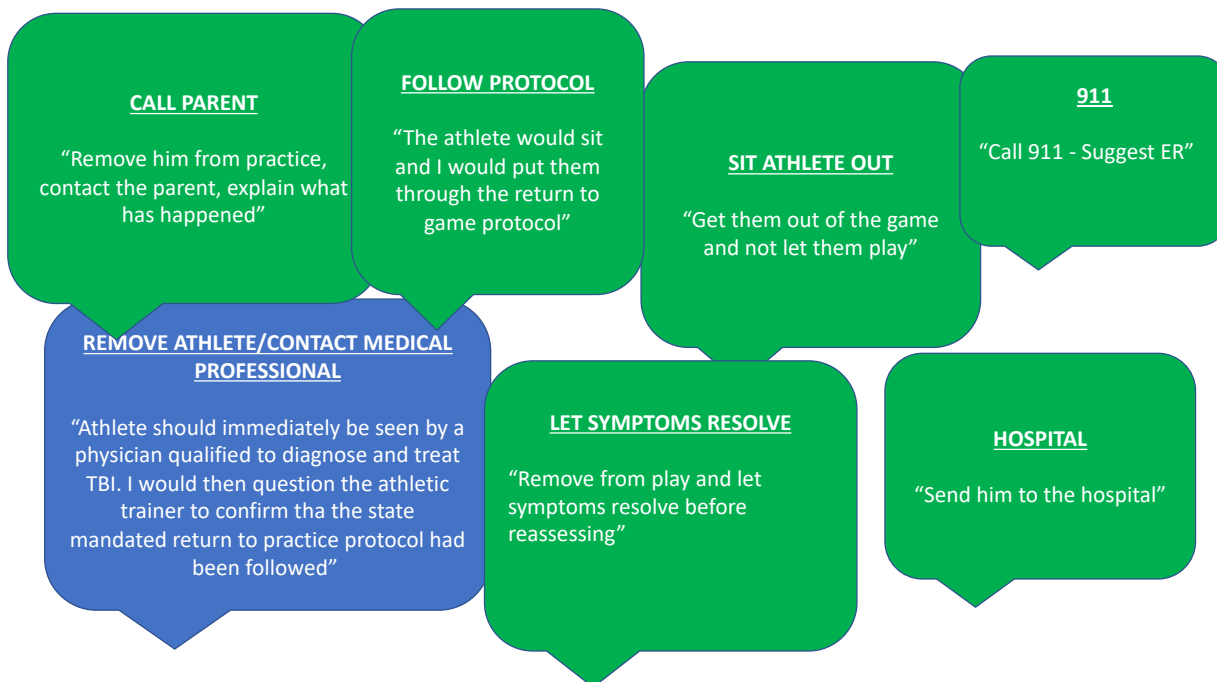 CALL PARENT
“Remove him from practice,
contact the parent, explain what
has happened”
FOLLOW PROTOCOL
“The athlete would sit
and I would put them
through the return to
game protocol”
SIT ATHLETE OUT
“Get them out of the game
and not let them play”
911
“Call 911 - Suggest ER”
REMOVE ATHLETE/CONTACT MEDICAL
PROFESSIONAL
“Athlete should immediately be seen by a
physician qualified to diagnose and treat
TBI. I would then question the athletic
trainer to confirm tha the state
mandated return to practice protocol had
been followed”
LET SYMPTOMS RESOLVE
“Remove from play and let
symptoms resolve before
reassessing”
HOSPITAL
“Send him to the hospital”